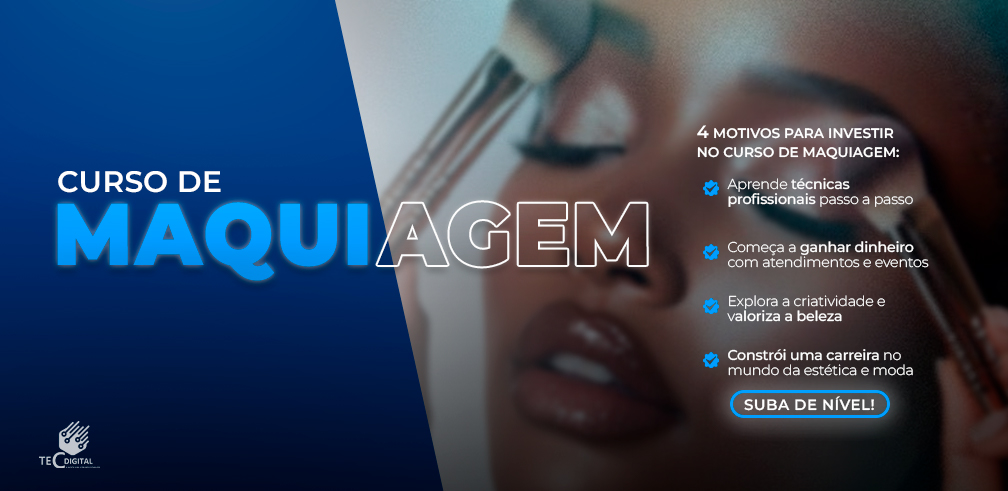 CURSO DE
MAQUIAGEM
4 MOTIVOS PARA INVESTIR
NO CURSO DE MAQUIAGEM:
Aprende técnicas
profissionais passo a passo
Começa a ganhar dinheiro
com atendimentos e eventos
Explora a criatividade e
valoriza a beleza
Constrói uma carreira no
mundo da estética e moda
SUBA DE NÍVEL!
TEC DIGITAL